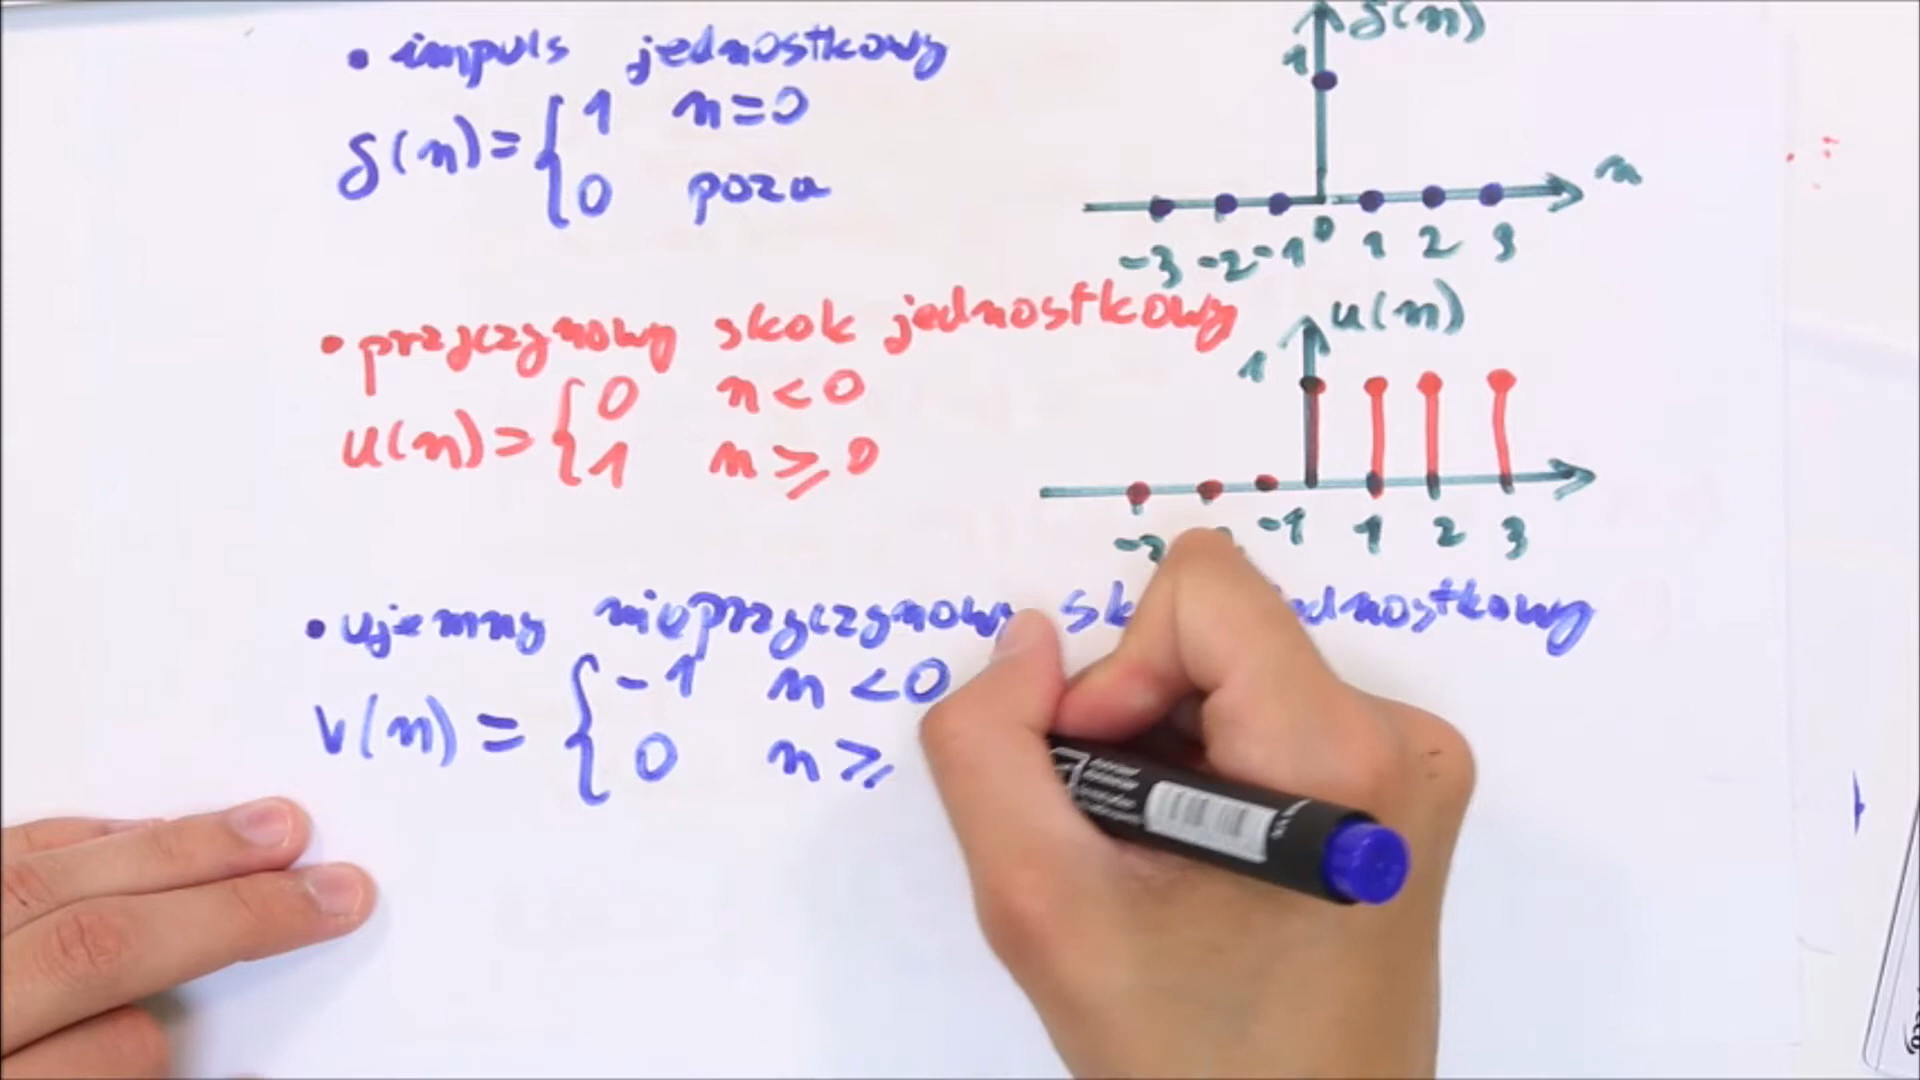 • impuls jednostkowy
δ(n)= { 1 n=0
0 poza
δ(n)
1
n
-3 -2 -1 0 1 2 3
• przyczynowy skok jednostkowy
u(n)= { 0 n<0
1 n⩾0
u(n)
1
-1 1 2 3
• ujemny nieprzyczynowy jednostkowy
v(n) = { -1 n<0
0 n⩾